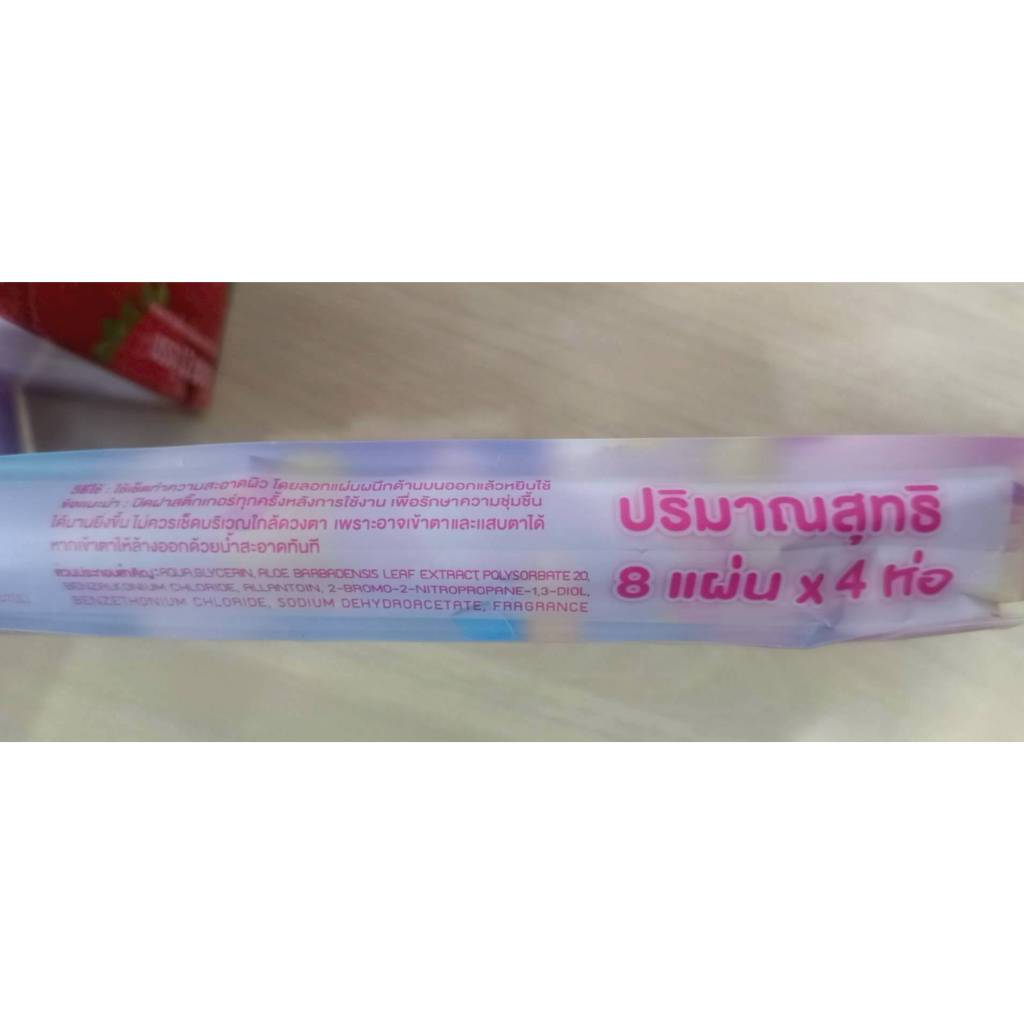 วิธีใช้ : ใช้เช็ดทำความสะอาดผิว โดยลอกแผ่นผนึกด้านบนออกแล้วหยิบใช้
ข้อแนะนำ : ปิดฝาสติ๊กเกอร์ทุกครั้งหลังการใช้งาน เพื่อรักษาความชุ่มชื้น
ได้นานยิ่งขึ้น ไม่ควรเช็ดบริเวณใกล้ดวงตา เพราะอาจเข้าตาและแสบตาได้
หากเข้าตาให้ล้างออกด้วยน้ำสะอาดทันที
ส่วนประกอบสำคัญ: AQUA, GLYCERIN, ALOE BARBADENSIS LEAF EXTRACT, POLYSORBATE 20,
BENZALKONIUM CHLORIDE, ALLANTOIN, 2-BROMO-2-NITROPROPANE-1,3-DIOL,
BENZETHONIUM CHLORIDE, SODIUM DEHYDROACETATE, FRAGRANCE
ปริมาณสุทธิ
8 แผ่น x 4 ห่อ